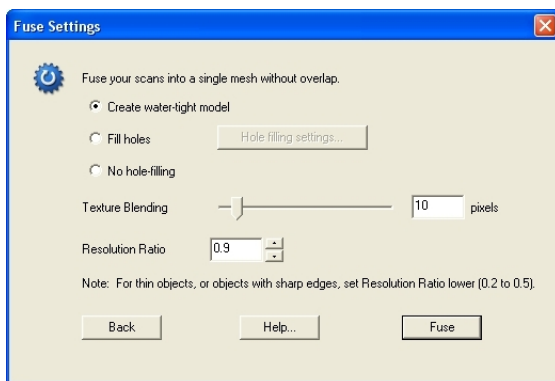 Fuse Settings
Fuse your scans into a single mesh without overlap.
Create water-tight model
Fill holes
Hole filling settings...
No hole-filling
Texture Blending
10
pixels
Resolution Ratio
0.9
Note: For thin objects, or objects with sharp edges, set Resolution Ratio lower (0.2 to 0.5).
Back
Help...
Fuse